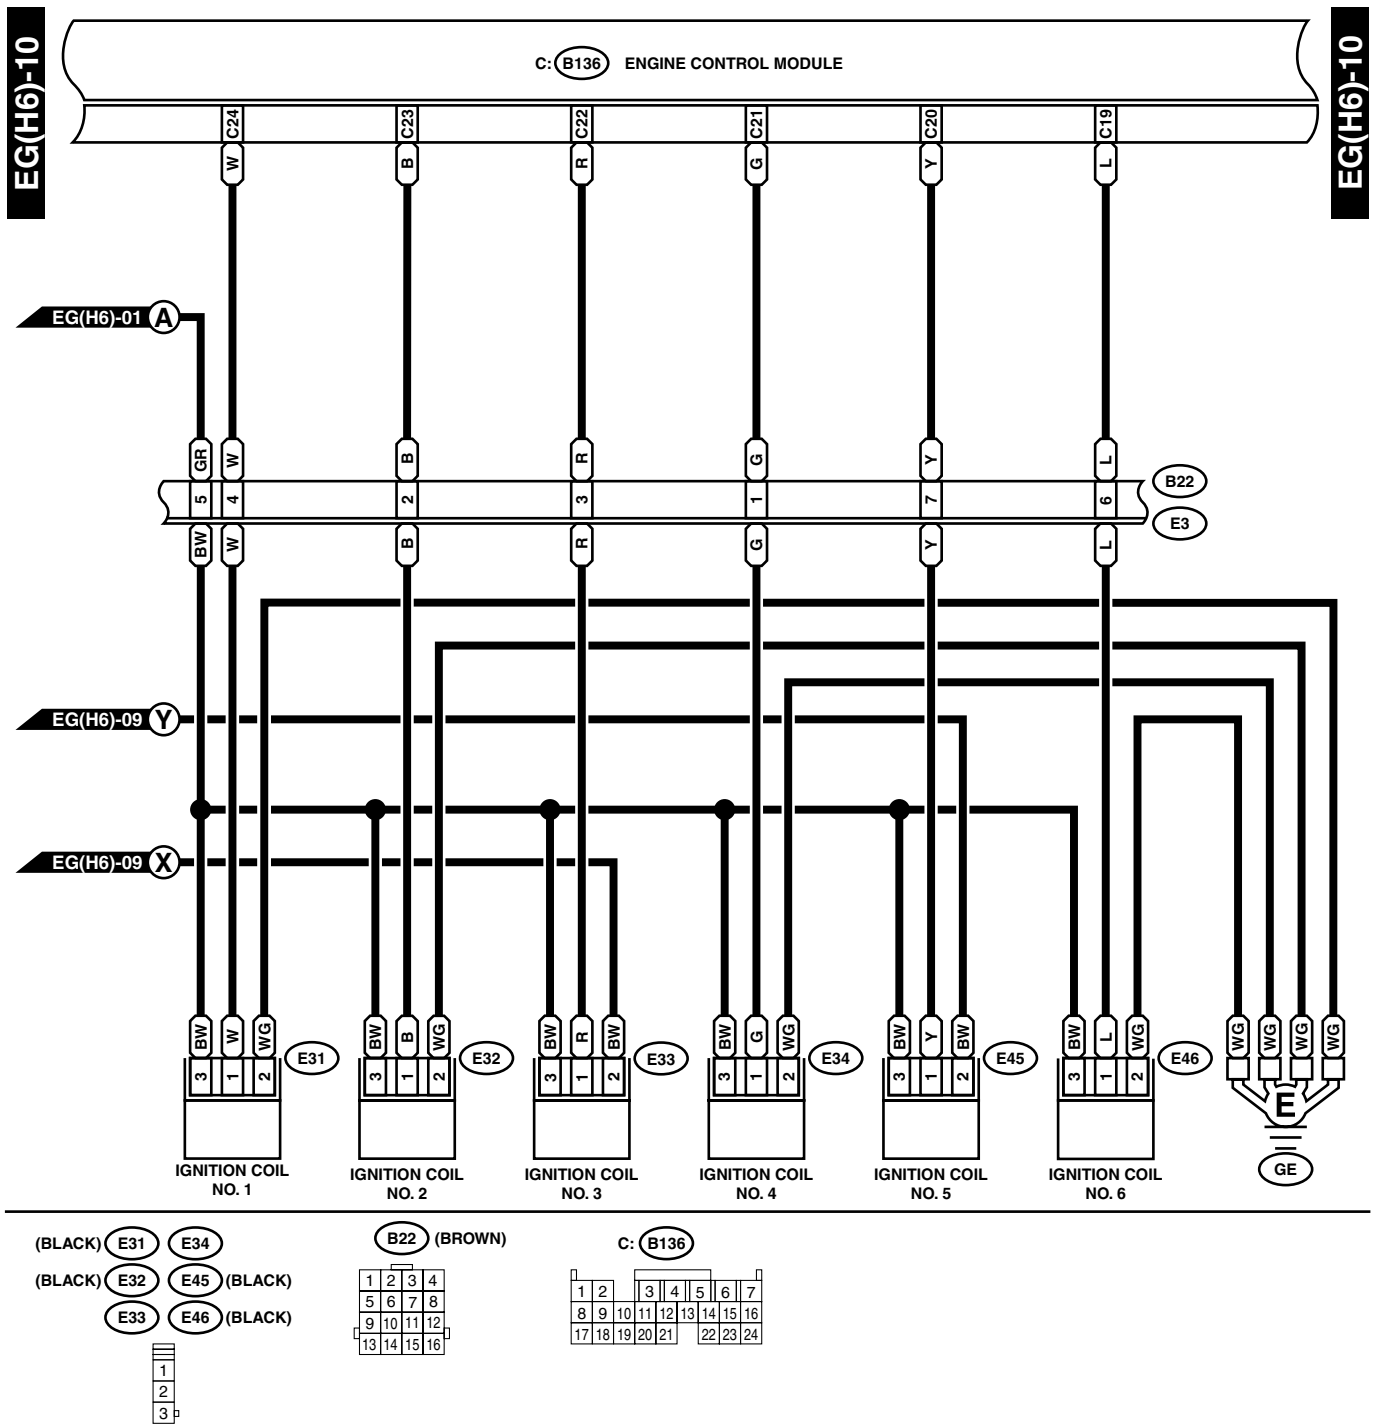 EG(H6)-10
EG(H6)-10
C: B136 ENGINE CONTROL MODULE
C24 C23 C22 C21 C20 C19
W B R G Y L
EG(H6)-01 A
GR W B R G Y L
5 4 2 3 1 7 6 B22
E3
BW W B R G Y L
EG(H6)-09 Y
EG(H6)-09 X
BW W WG BW B WG BW R BW BW G WG BW Y BW BW L WG WG WG WG WG
E31 E32 E33 E34 E45 E46
3 1 2 3 1 2 3 1 2 3 1 2 3 1 2 3 1 2
E
GE
IGNITION COIL
NO. 1
IGNITION COIL
NO. 2
IGNITION COIL
NO. 3
IGNITION COIL
NO. 4
IGNITION COIL
NO. 5
IGNITION COIL
NO. 6
(BLACK) E31 E34
(BLACK) E32 E45 (BLACK)
E33 E46 (BLACK)
1
2
3
B22 (BROWN)
1 2 3 4
5 6 7 8
9 10 11 12
13 14 15 16
C: B136
1 2 3 4 5 6 7
8 9 10 11 12 13 14 15 16
17 18 19 20 21 22 23 24